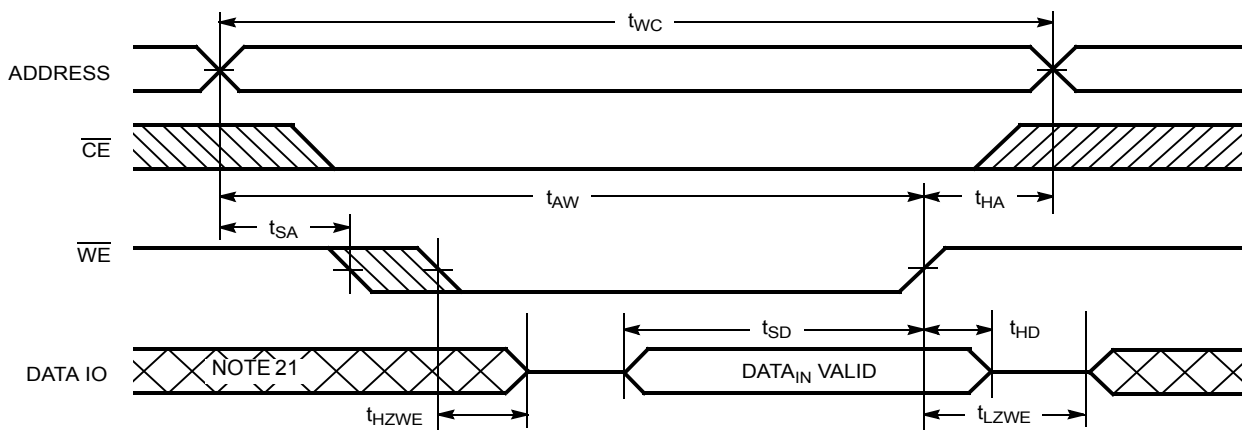 tWC
ADDRESS
CE
tAW
tHA
tSA
WE
tSD
tHD
DATA IO
NOTE 21
DATAIN VALID
tHZWE
tLZWE